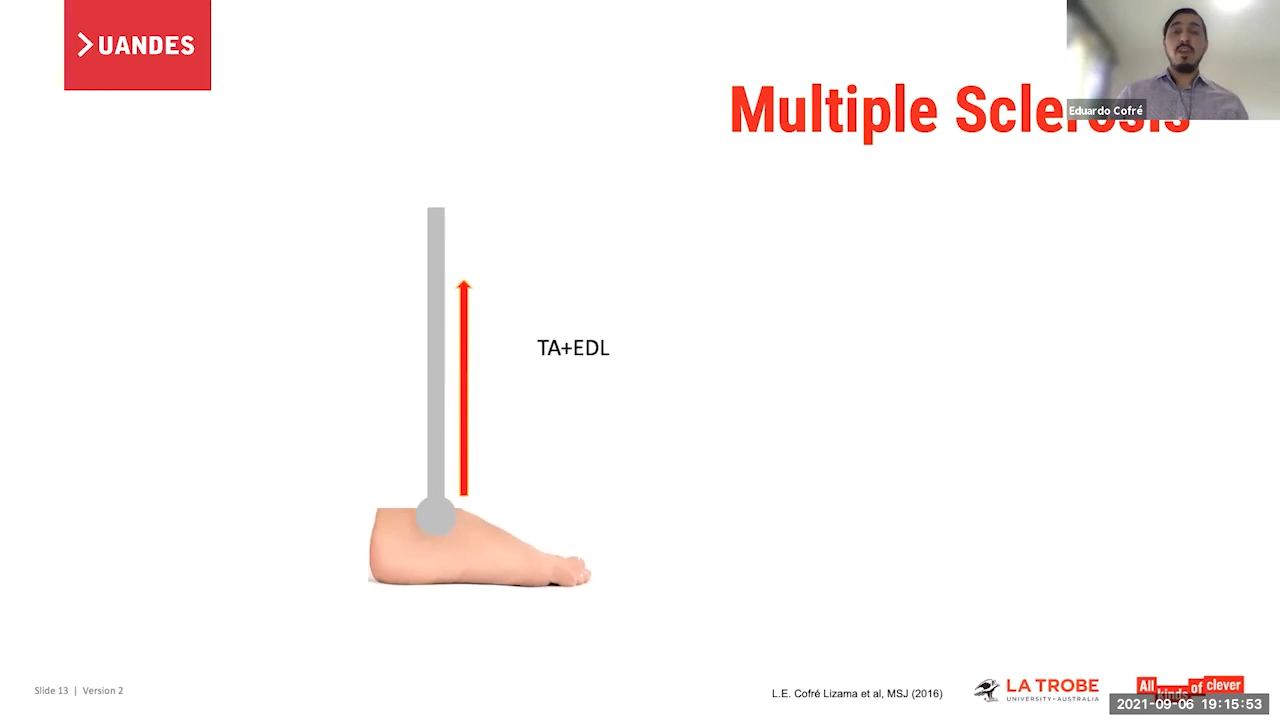 UANDES
Multiple Sclerosis
Eduardo Cofré
TA+EDL
Slide 13 | Version 2
L.E. Cofré Lizama et al, MSJ (2016)
LA TROBE
UNIVERSITY • AUSTRALIA
All kinds of clever
2021-09-06 19:15:53